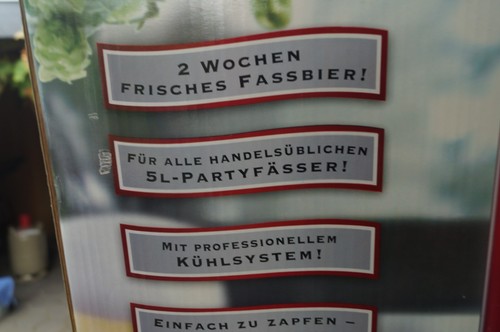 2 WOCHEN
FRISCHES FASSBIER!
FÜR ALLE HANDELSÜBLICHEN
5L-PARTYFÄSSER!
MIT PROFESSIONELLEM
KÜHLSYSTEM!
EINFACH ZU ZAPFEN –